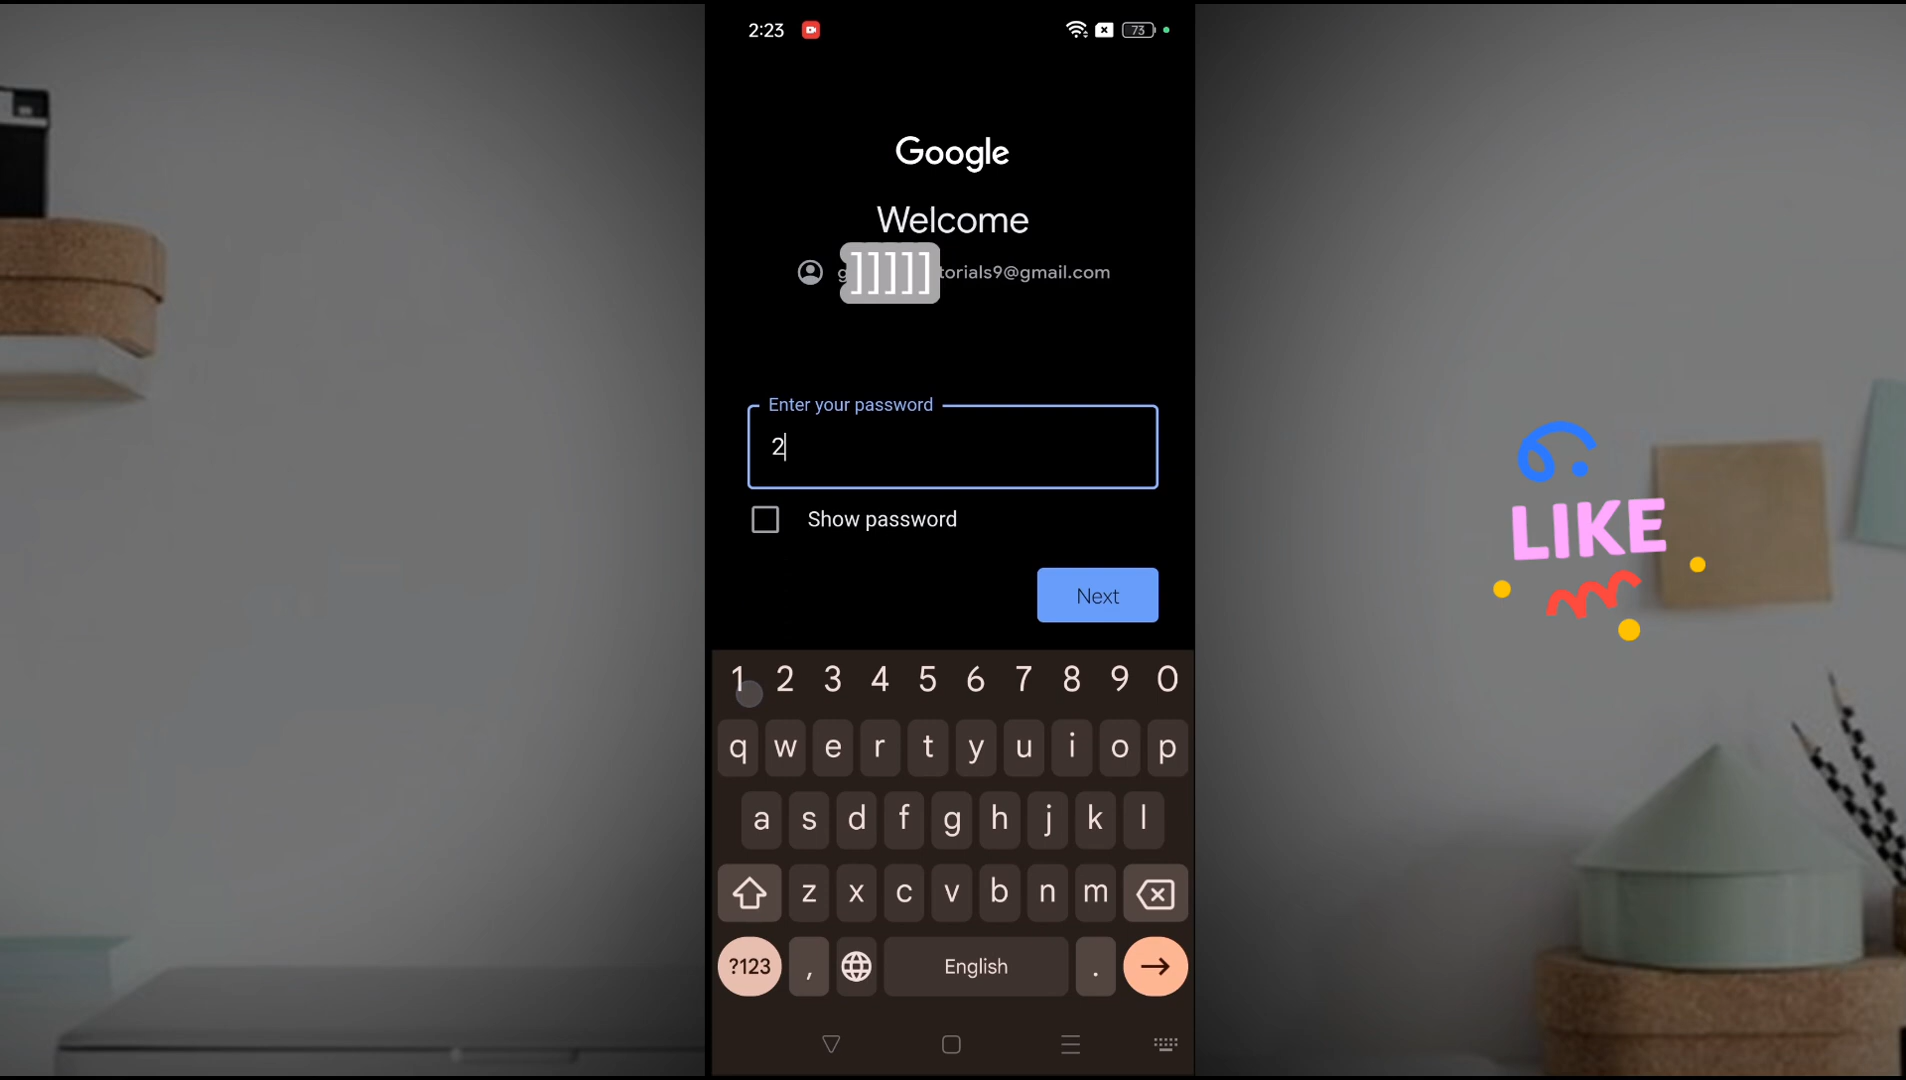 2:23
73
Google
Welcome
g ]]]]] torials9@gmail.com
Enter your password
2
Show password
Next
LIKE
1 2 3 4 5 6 7 8 9 0
q w e r t y u i o p
a s d f g h j k l
z x c v b n m
?123 , English .